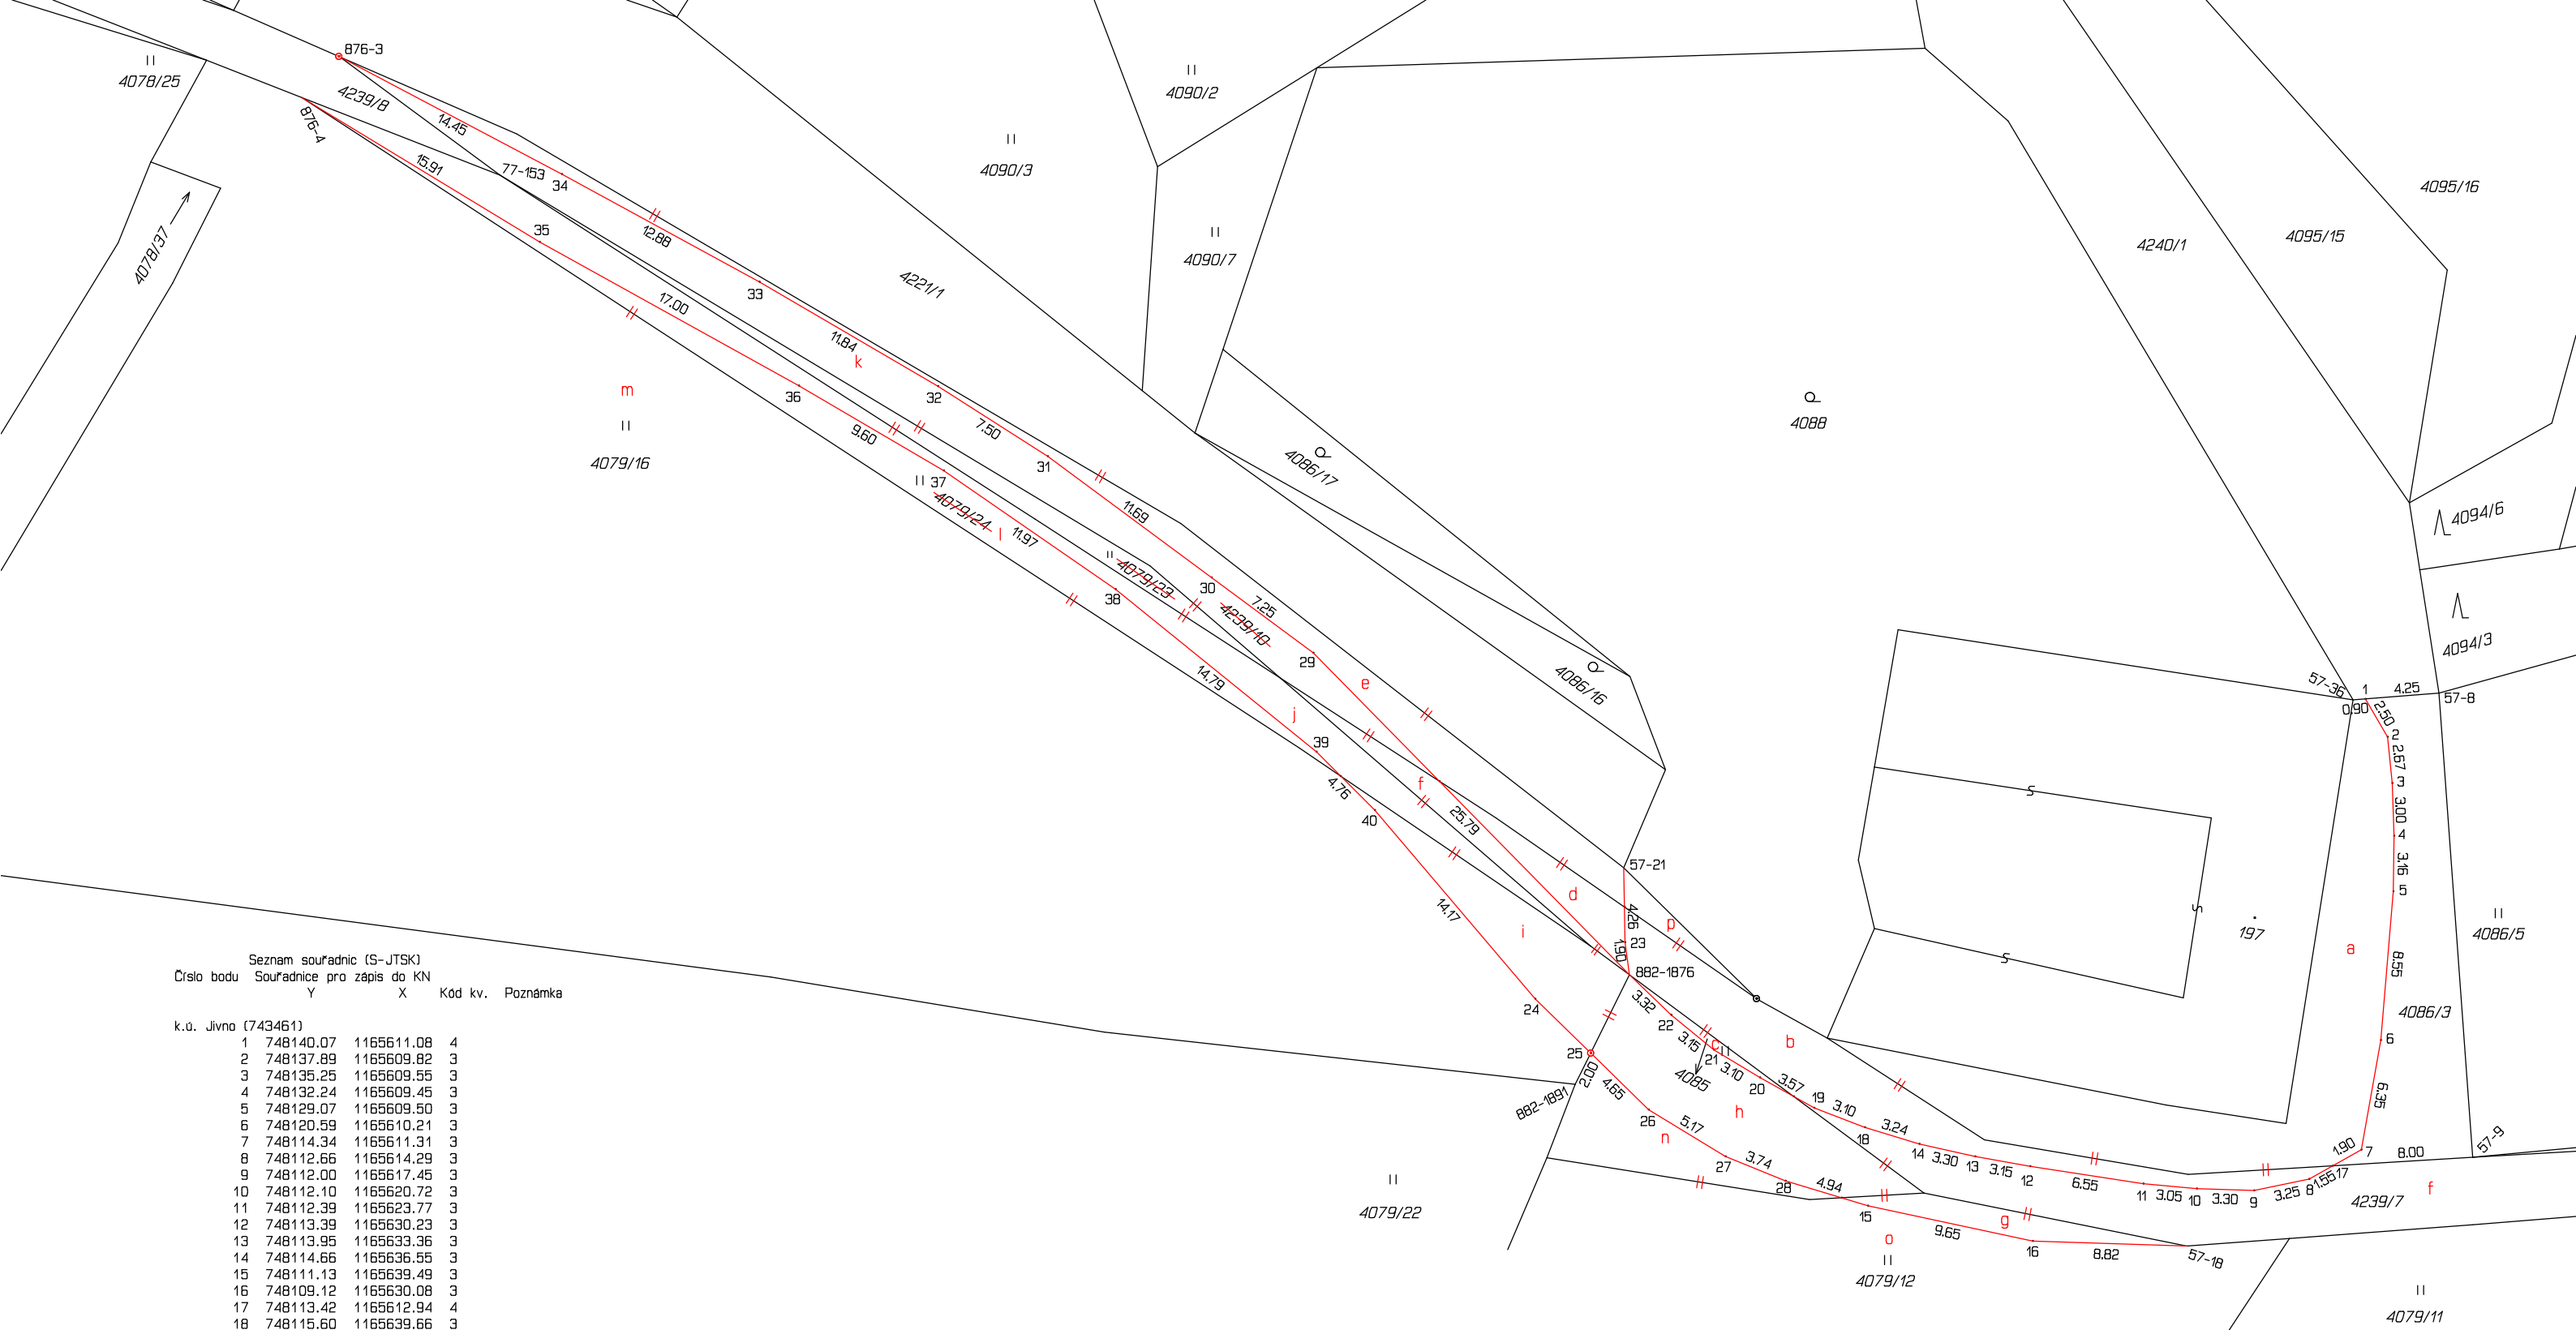 876-3
4078/25
4239/8
876-4
14.45
15.91
77-153
34
35
4078/37
12.88
33
17.00
11.84
k
m
36
32
7.50
9.60
4079/16
37
31
4079/24
l
11.97
11.69
4079/23
38
30
4239/10
7.25
29
14.79
e
j
39
f
4.76
25.79
40
57-21
d
14.17
4.26
p
i
1.90
23
882-1876
24
3.32
22
25
3.15
c
21
3.10
b
2.00
4.65
4085
20
3.57
882-1891
19
3.10
h
26
n
5.17
18
3.24
14
3.30
13
3.15
12
6.55
11
3.05
10
3.30
9
3.25
8
1.55
17
1.90
7
8.00
57-9
27
3.74
28
4.94
15
9.65
g
o
16
8.82
57-18
4239/7
f
4079/22
4079/12
4079/11
4090/2
4090/3
4090/7
4221/1
4088
4086/17
4086/16
4240/1
4095/15
4095/16
4094/6
4094/3
57-36
1
4.25
0.90
57-8
2.50
2
2.67
3
3.00
4
3.16
5
8.55
s
s
s
197
a
4086/5
4086/3
6
6.35
Seznam souřadnic (S-JTSK)
Číslo bodu Souřadnice pro zápis do KN
Y X Kód kv. Poznámka
k.ú. Jivno (743461)
1 748140.07 1165611.08 4
2 748137.89 1165609.82 3
3 748135.25 1165609.55 3
4 748132.24 1165609.45 3
5 748129.07 1165609.50 3
6 748120.59 1165610.21 3
7 748114.34 1165611.31 3
8 748112.66 1165614.29 3
9 748112.00 1165617.45 3
10 748112.10 1165620.72 3
11 748112.39 1165623.77 3
12 748113.39 1165630.23 3
13 748113.95 1165633.36 3
14 748114.66 1165636.55 3
15 748111.13 1165639.49 3
16 748109.12 1165630.08 3
17 748113.42 1165612.94 4
18 748115.60 1165639.66 3